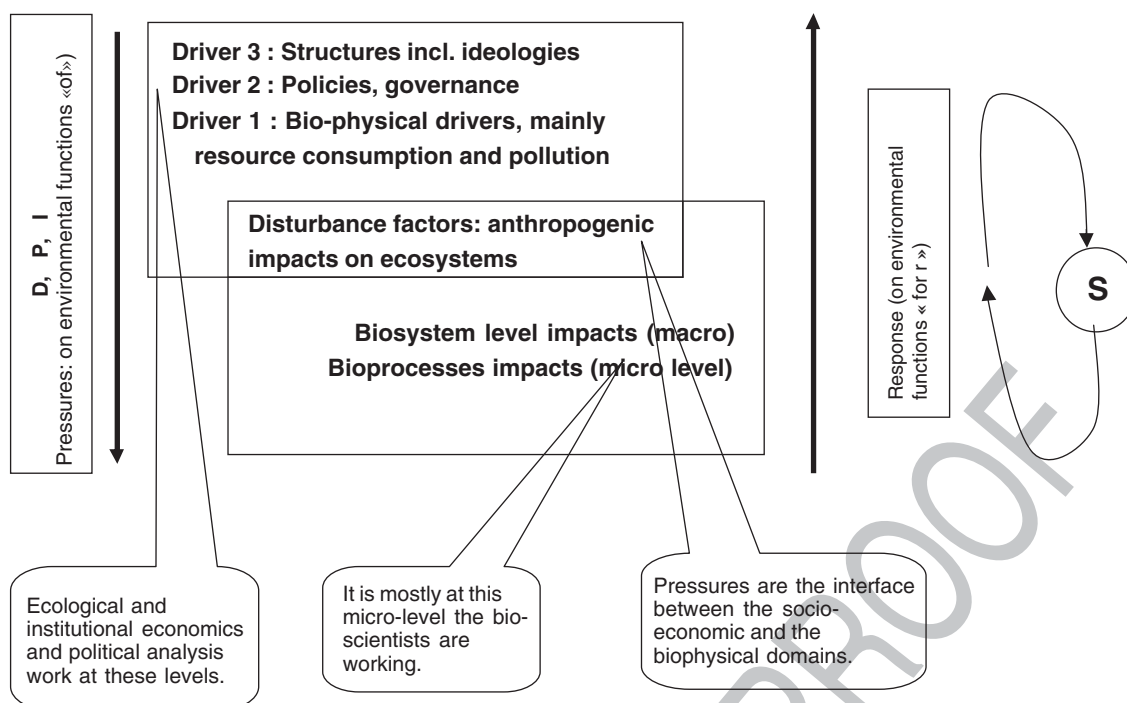 D, P, I
Pressures: on environmental functions «of»)
Driver 3 : Structures incl. ideologies
Driver 2 : Policies, governance
Driver 1 : Bio-physical drivers, mainly
resource consumption and pollution
Disturbance factors: anthropogenic
impacts on ecosystems
Biosystem level impacts (macro)
Bioprocesses impacts (micro level)
Response (on environmental
functions « for r »)
S
Ecological and
institutional economics
and political analysis
work at these levels.
It is mostly at this
micro-level the bio-
scientists are
working.
Pressures are the interface
between the socio-
economic and the
biophysical domains.
PROOF